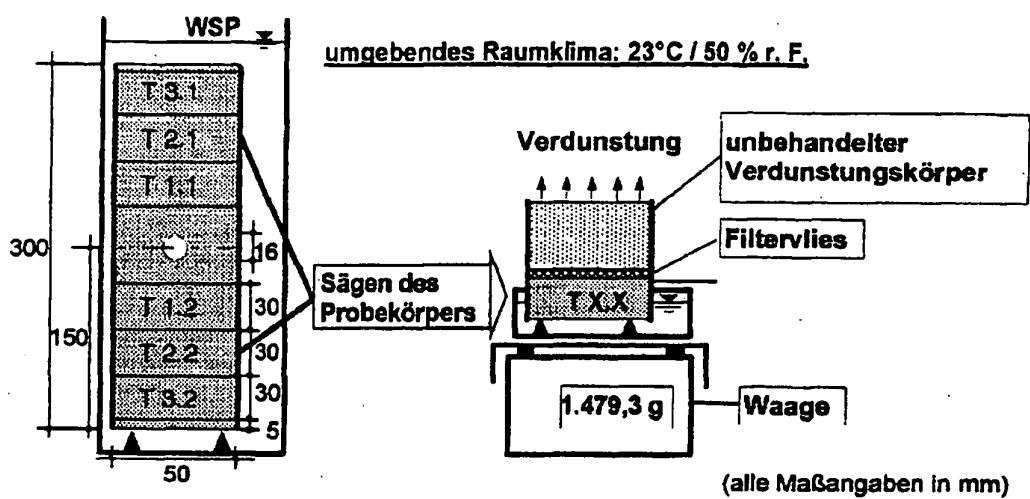 WSP
umgebendes Raumklima: 23°C / 50 % r. F.
T 3.1
T 2.1
T 1.1
T 1.2
T 2.2
T 3.2
300
150
16
30
30
30
5
50
Sägen des
Probekörpers
Verdunstung
unbehandelter
Verdunstungskörper
Filtervlies
T X.X
1.479,3 g
Waage
(alle Maßangaben in mm)